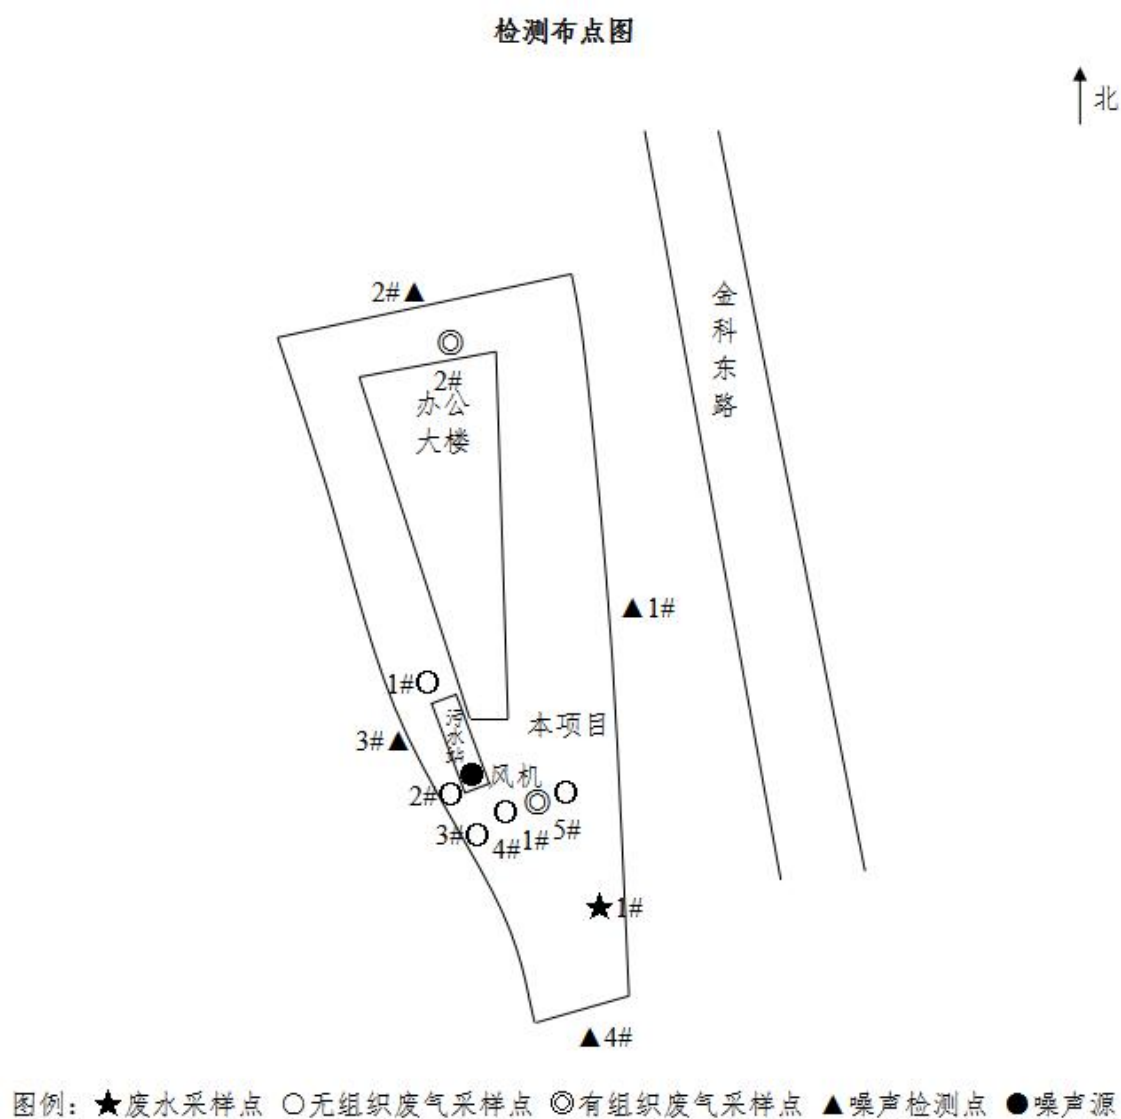 检测布点图
北
金科东路
2#▲
2#
办公
大楼
▲1#
1#
本项目
污水站
3#▲
风机
2#
3#
4#
1#
5#
★1#
▲4#
图例：★废水采样点 ○无组织废气采样点 ◎有组织废气采样点 ▲噪声检测点 ●噪声源